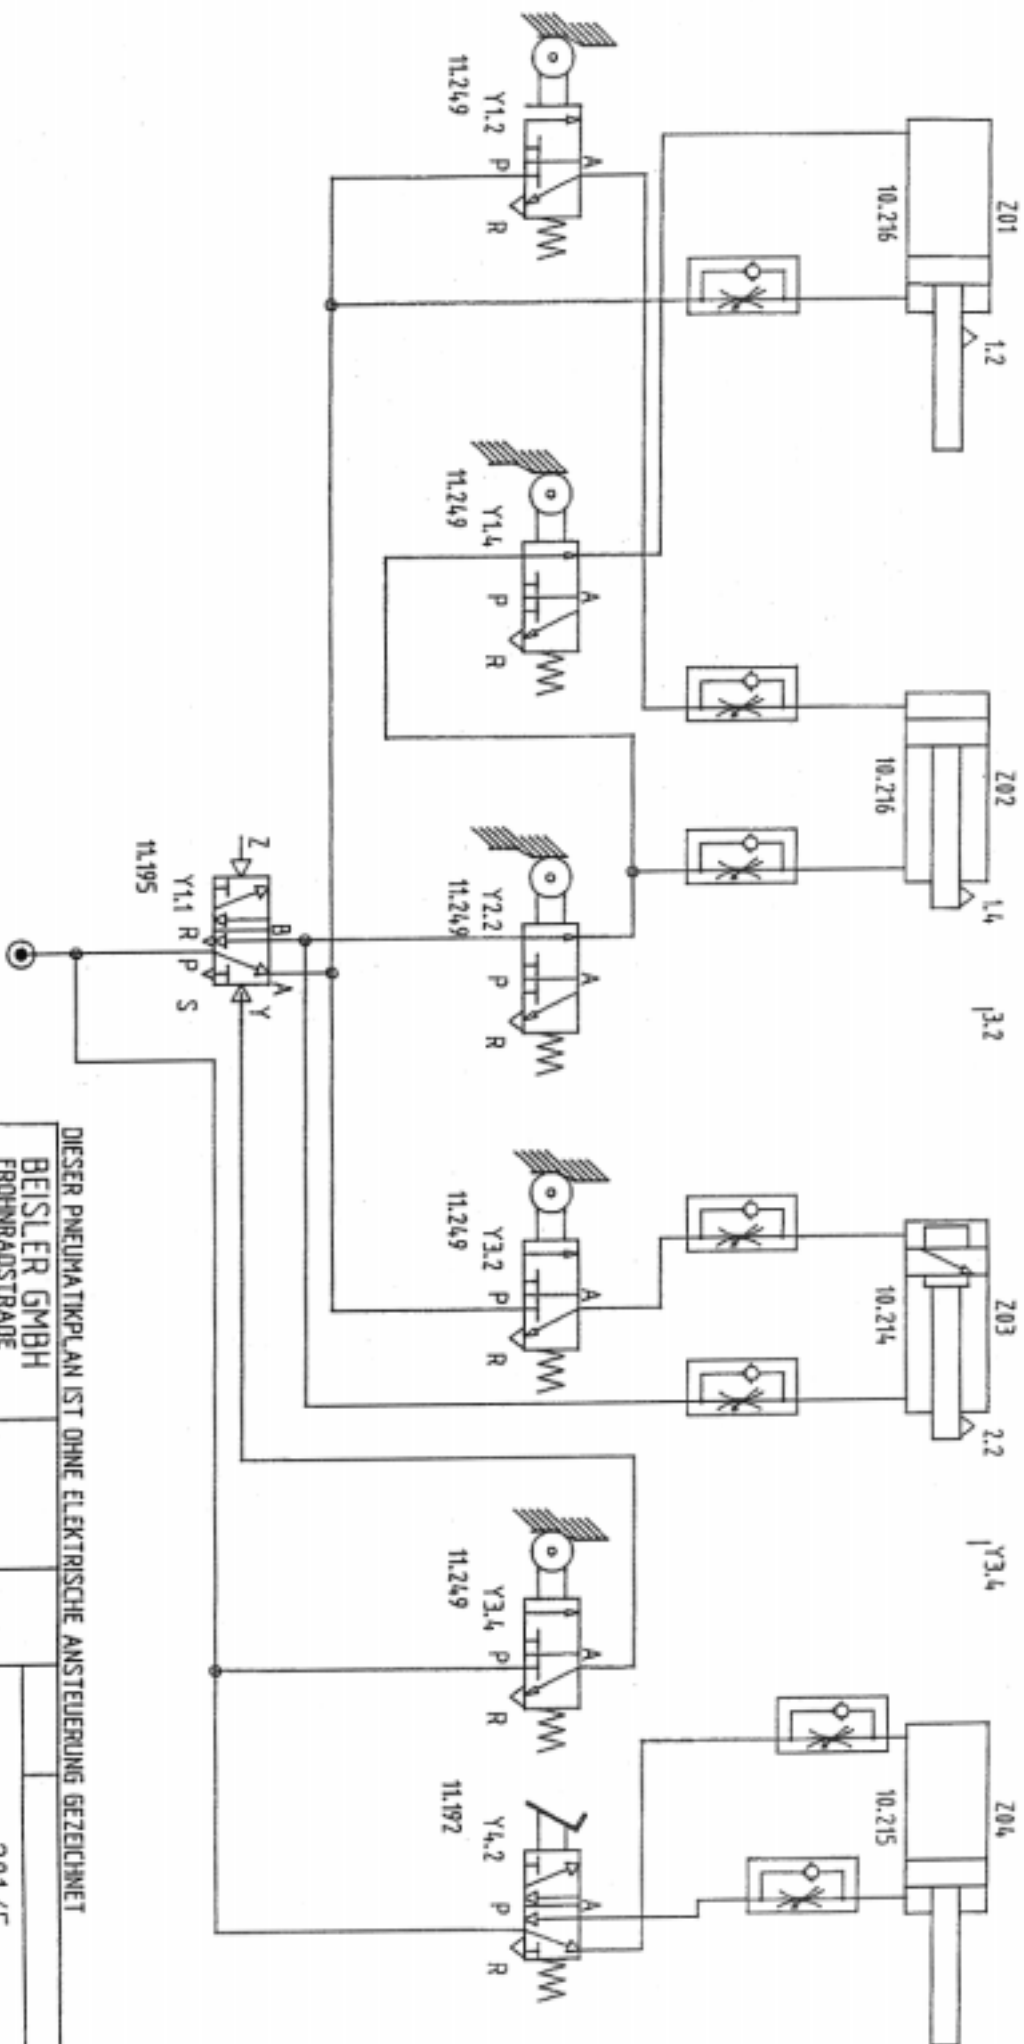 Z01
10.216
1.2
Z02
10.216
1.4
3.2
Z03
10.214
2.2
Y3.4
Z04
10.215
Y1.2
11.249
A
P
R
Y1.4
11.249
A
P
R
Y2.2
11.249
A
P
R
Y3.2
11.249
A
P
R
Y3.4
11.249
A
P
R
Y4.2
11.192
A
P
R
Z
B
A
Y
Y1.1 R P S
11.195
DIESER PNEUMATIKPLAN IST OHNE ELEKTRISCHE ANSTEUERUNG GEZEICHNET
BEISLER GMBH